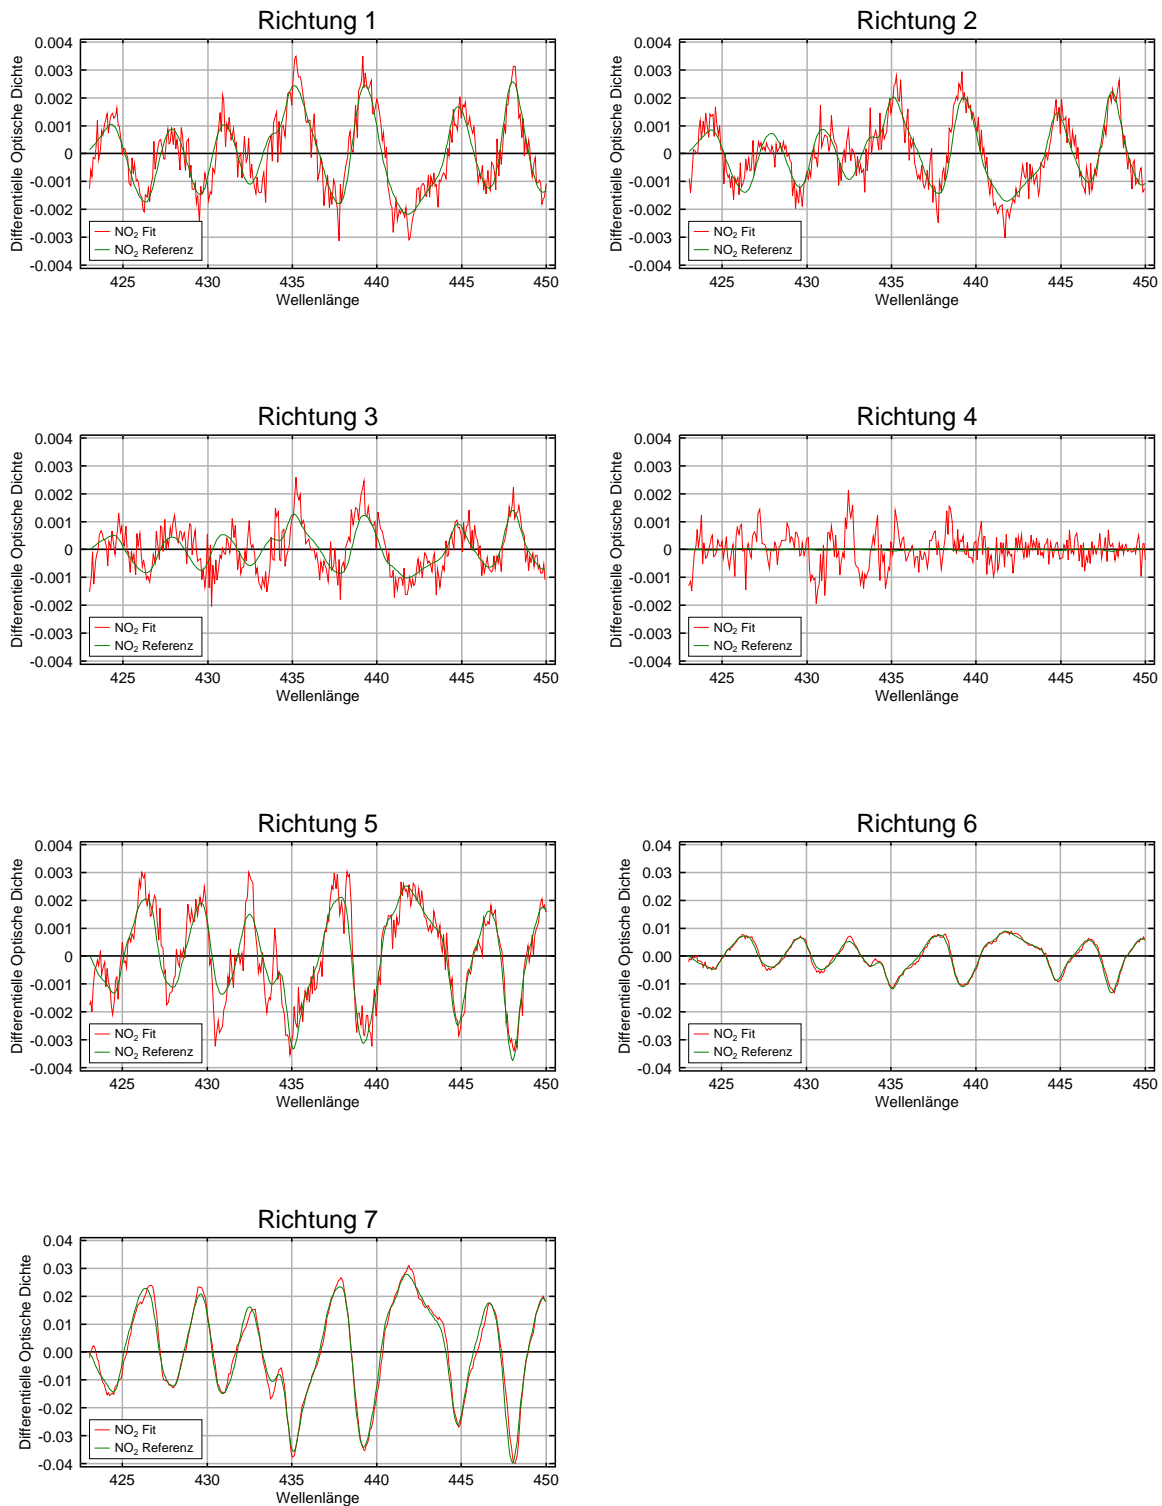 Richtung 1
Differentielle Optische Dichte
0.004
0.003
0.002
0.001
0
-0.001
-0.002
-0.003
-0.004
NO₂ Fit
NO₂ Referenz
425 430 435 440 445 450
Wellenlänge
Richtung 2
Differentielle Optische Dichte
0.004
0.003
0.002
0.001
0
-0.001
-0.002
-0.003
-0.004
NO₂ Fit
NO₂ Referenz
425 430 435 440 445 450
Wellenlänge
Richtung 3
Differentielle Optische Dichte
0.004
0.003
0.002
0.001
0
-0.001
-0.002
-0.003
-0.004
NO₂ Fit
NO₂ Referenz
425 430 435 440 445 450
Wellenlänge
Richtung 4
Differentielle Optische Dichte
0.004
0.003
0.002
0.001
0
-0.001
-0.002
-0.003
-0.004
NO₂ Fit
NO₂ Referenz
425 430 435 440 445 450
Wellenlänge
Richtung 5
Differentielle Optische Dichte
0.004
0.003
0.002
0.001
0
-0.001
-0.002
-0.003
-0.004
NO₂ Fit
NO₂ Referenz
425 430 435 440 445 450
Wellenlänge
Richtung 6
Differentielle Optische Dichte
0.04
0.03
0.02
0.01
0.00
-0.01
-0.02
-0.03
-0.04
NO₂ Fit
NO₂ Referenz
425 430 435 440 445 450
Wellenlänge
Richtung 7
Differentielle Optische Dichte
0.04
0.03
0.02
0.01
0.00
-0.01
-0.02
-0.03
-0.04
NO₂ Fit
NO₂ Referenz
425 430 435 440 445 450
Wellenlänge